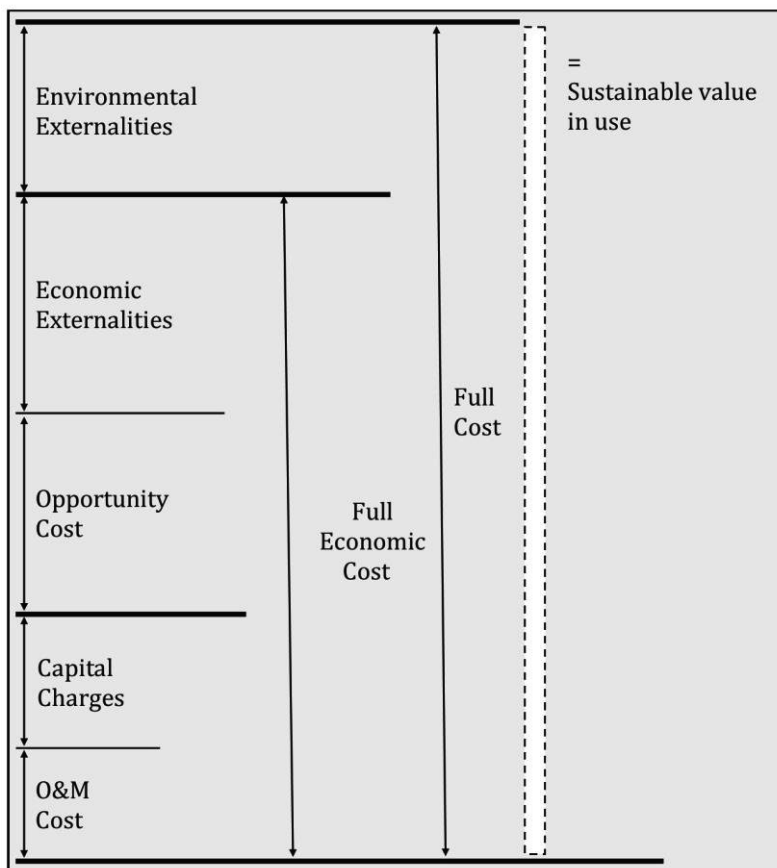 Environmental
Externalities
=
Sustainable value
in use
Economic
Externalities
Full
Cost
Opportunity
Cost
Full
Economic
Cost
Capital
Charges
O&M
Cost